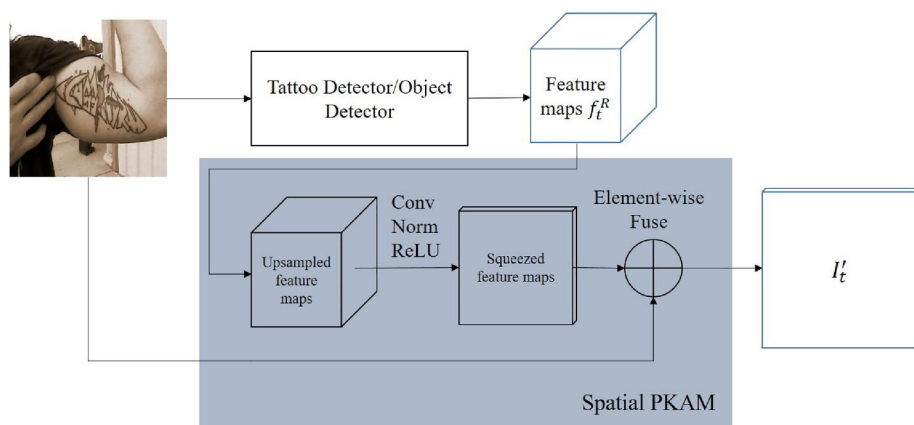 Tattoo Detector/Object
Detector
Feature
maps f_t^R
Conv
Norm
ReLU
Element-wise
Fuse
Upsampled
feature
maps
Squeezed
feature maps
I'_t
Spatial PKAM